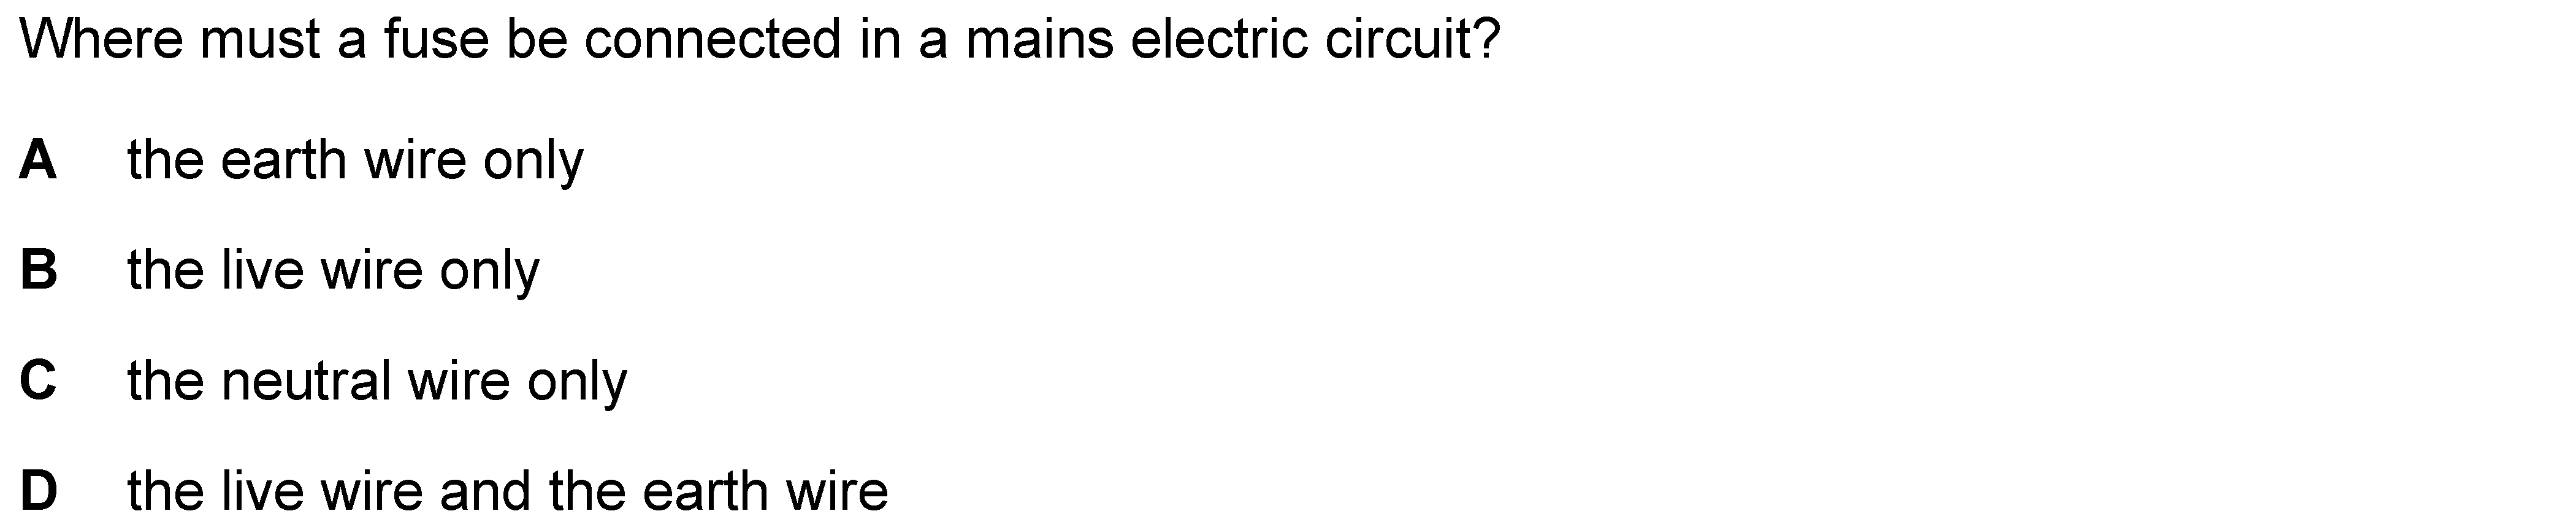 Where must a fuse be connected in a mains electric circuit?
A the earth wire only
B the live wire only
C the neutral wire only
D the live wire and the earth wire